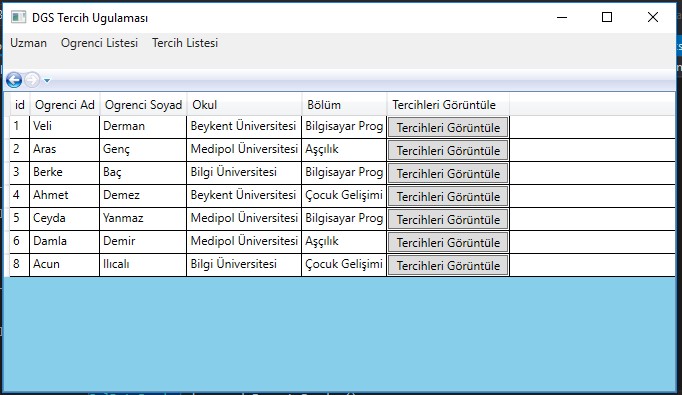 DGS Tercih Ugulaması
Uzman Ogrenci Listesi Tercih Listesi
id Ogrenci Ad Ogrenci Soyad Okul Bölüm Tercihleri Görüntüle
1 Veli Derman Beykent Üniversitesi Bilgisayar Prog Tercihleri Görüntüle
2 Aras Genç Medipol Üniversitesi Aşçılık Tercihleri Görüntüle
3 Berke Baç Bilgi Üniversitesi Bilgisayar Prog Tercihleri Görüntüle
4 Ahmet Demez Beykent Üniversitesi Çocuk Gelişimi Tercihleri Görüntüle
5 Ceyda Yanmaz Medipol Üniversitesi Bilgisayar Prog Tercihleri Görüntüle
6 Damla Demir Medipol Üniversitesi Aşçılık Tercihleri Görüntüle
8 Acun Ilıcalı Bilgi Üniversitesi Çocuk Gelişimi Tercihleri Görüntüle